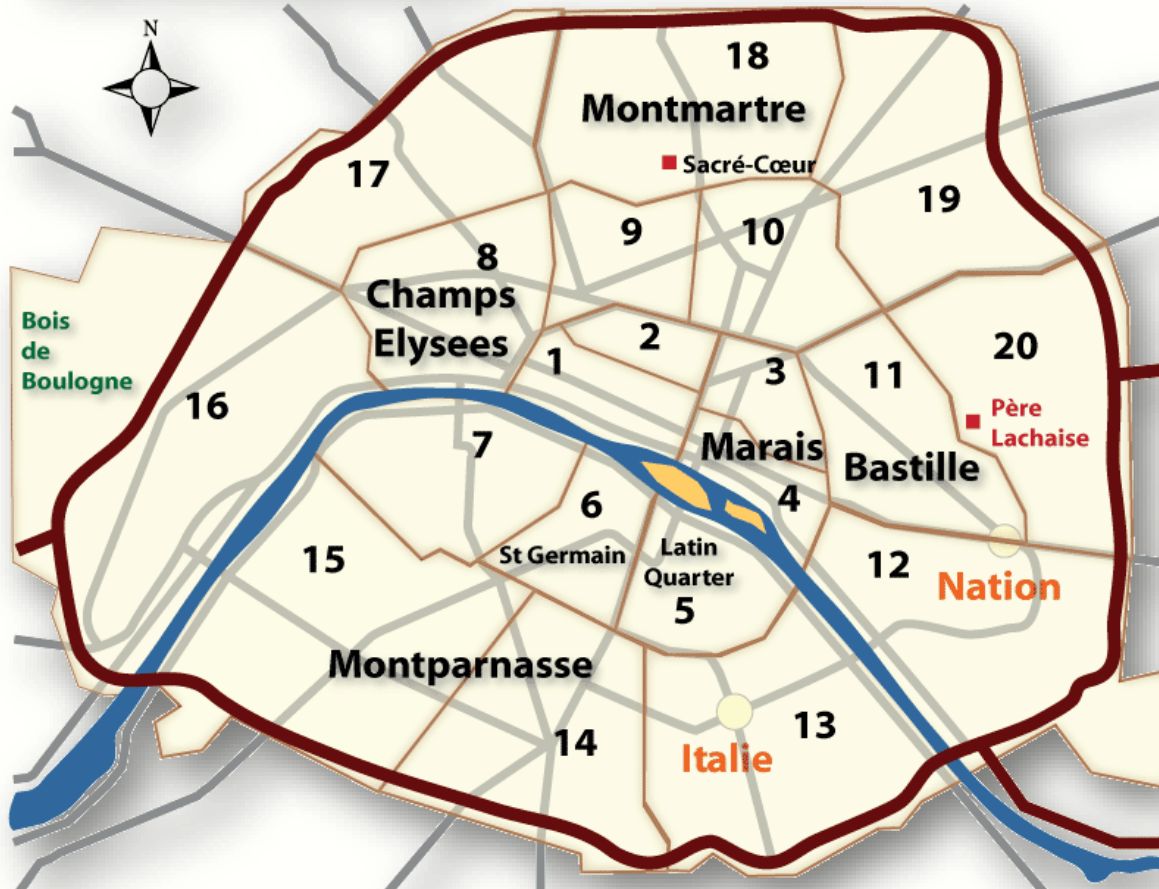 N
18
Montmartre
Sacré-Cœur
17
19
9
10
8
Champs
Elysees
Bois
de
Boulogne
2
1
3
11
20
16
Père
Lachaise
7
Marais
Bastille
6
4
St Germain
Latin
Quarter
5
15
12
Nation
Montparnasse
14
13
Italie